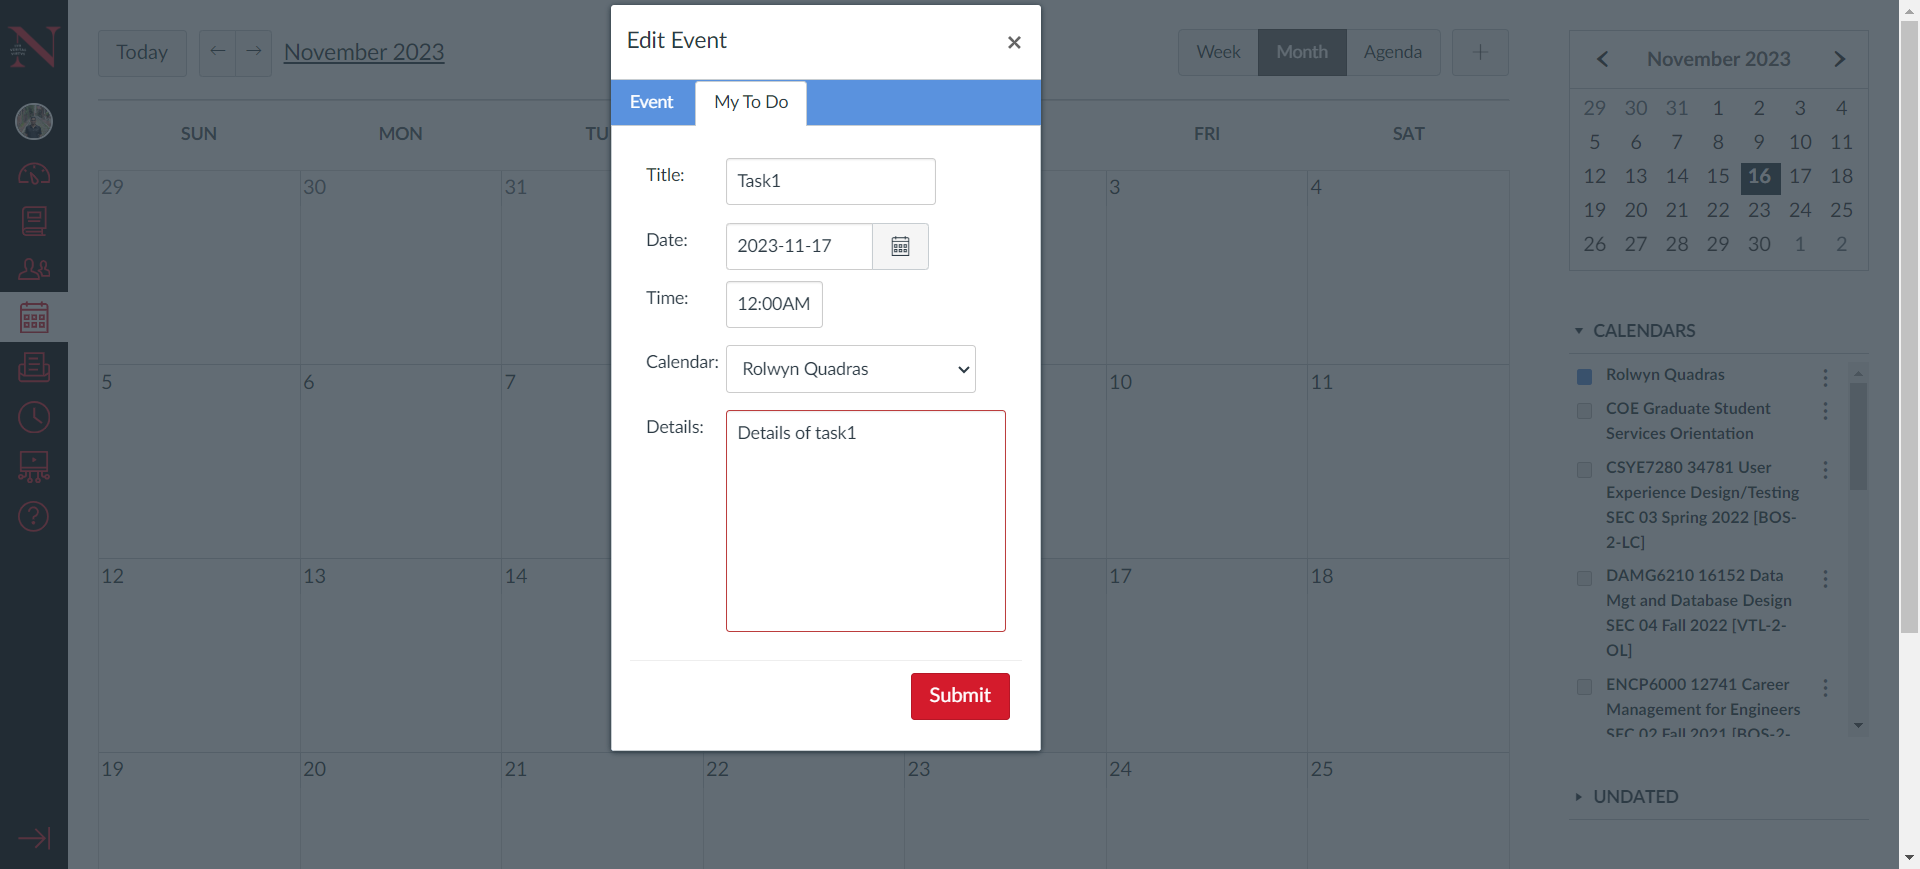 Edit Event
×
Event
My To Do
Title:
Task1
Date:
2023-11-17
Time:
12:00AM
Calendar:
Rolwyn Quadras
Details:
Details of task1
Submit
N
Today
← →
November 2023
Week
Month
Agenda
+
SUN
MON
TU
FRI
SAT
29
30
31
3
4
5
6
7
10
11
12
13
14
17
18
19
20
21
22
23
24
25
November 2023
29 30 31 1 2 3 4
5 6 7 8 9 10 11
12 13 14 15 16 17 18
19 20 21 22 23 24 25
26 27 28 29 30 1 2
CALENDARS
Rolwyn Quadras
COE Graduate Student
Services Orientation
CSYE7280 34781 User
Experience Design/Testing
SEC 03 Spring 2022 [BOS-
2-LC]
DAMG6210 16152 Data
Mgt and Database Design
SEC 04 Fall 2022 [VTL-2-
OL]
ENCP6000 12741 Career
Management for Engineers
SEC 02 Fall 2021 [BOS-2-
UNDATED